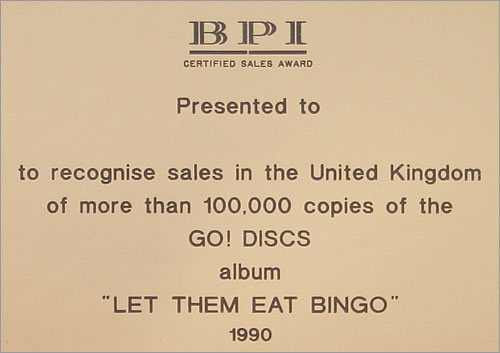 BPI
CERTIFIED SALES AWARD
Presented to
to recognise sales in the United Kingdom
of more than 100,000 copies of the
GO! DISCS
album
"LET THEM EAT BINGO"
1990